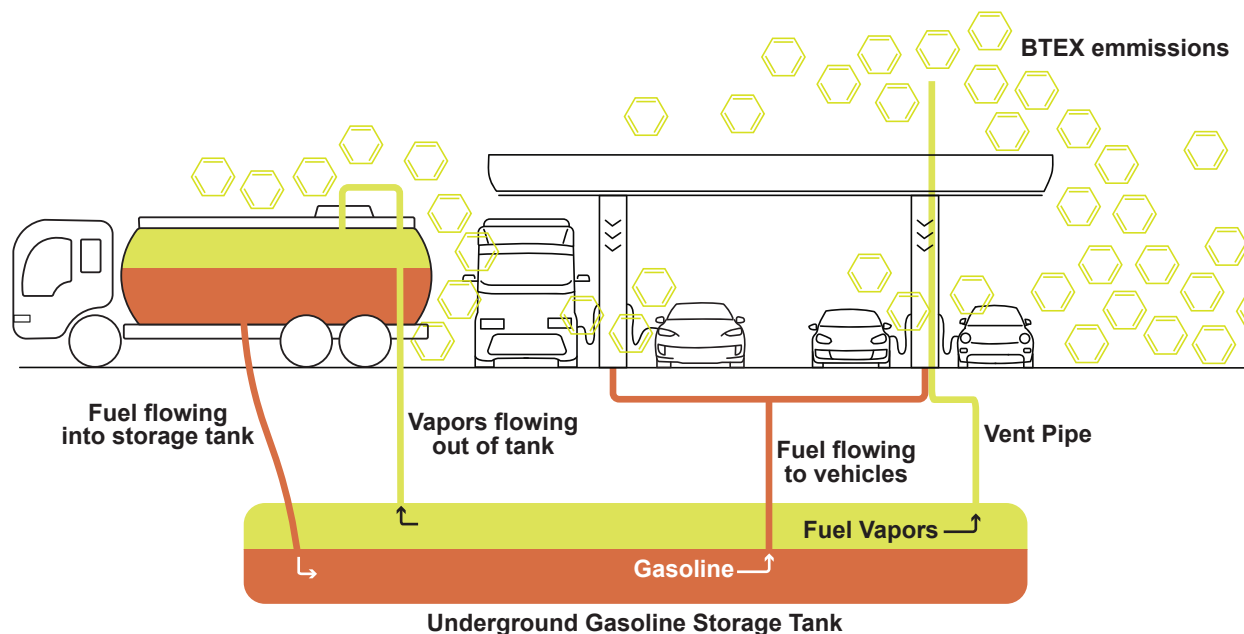 BTEX emmissions
Fuel flowing
into storage tank
Vapors flowing
out of tank
Fuel flowing
to vehicles
Vent Pipe
Fuel Vapors
Gasoline
Underground Gasoline Storage Tank